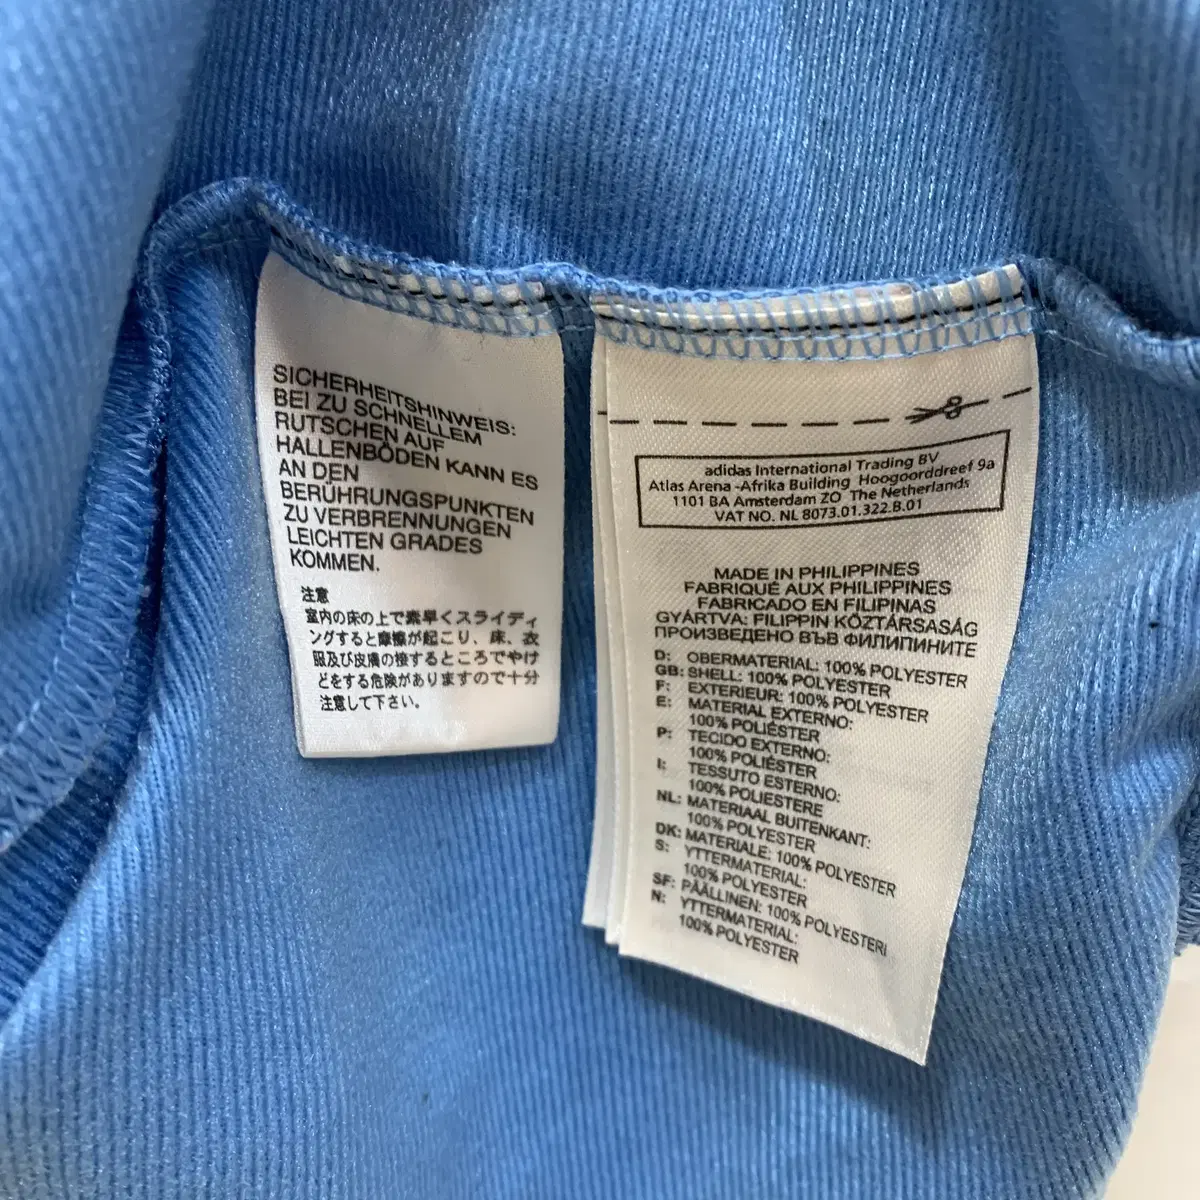 SICHERHEITSHINWEIS:
BEI ZU SCHNELLEM
RUTSCHEN AUF
HALLENBÖDEN KANN ES
AN DEN
BERÜHRUNGSPUNKTEN
ZU VERBRENNUNGEN
LEICHTEN GRADES
KOMMEN.
注意
室内の床の上で素早くスライディ
ングすると摩擦が起こり、床、衣
服及び皮膚の接するところでやけ
どをする危険がありますので十分
注意して下さい。
adidas International Trading BV
Atlas Arena -Afrika Building Hoogoorddreef 9a
1101 BA Amsterdam ZO The Netherlands
VAT NO. NL 8073.01.322.B.01
MADE IN PHILIPPINES
FABRIQUÉ AUX PHILIPPINES
FABRICADO EN FILIPINAS
GYÁRTVA: FILIPPIN KÖZTÁRSASÁG
ПРОИЗВЕДЕНО ВЪВ ФИЛИПИНИТЕ
D: OBERMATERIAL: 100% POLYESTER
GB: SHELL: 100% POLYESTER
F: EXTERIEUR: 100% POLYESTER
E: MATERIAL EXTERNO:
100% POLIÉSTER
P: TECIDO EXTERNO:
100% POLIÉSTER
I: TESSUTO ESTERNO:
100% POLIESTERE
NL: MATERIAAL BUITENKANT:
100% POLYESTER
DK: MATERIALE: 100% POLYESTER
S: YTTERMATERIAL:
100% POLYESTER
SF: PÄÄLLINEN: 100% POLYESTERI
N: YTTERMATERIAL:
100% POLYESTER